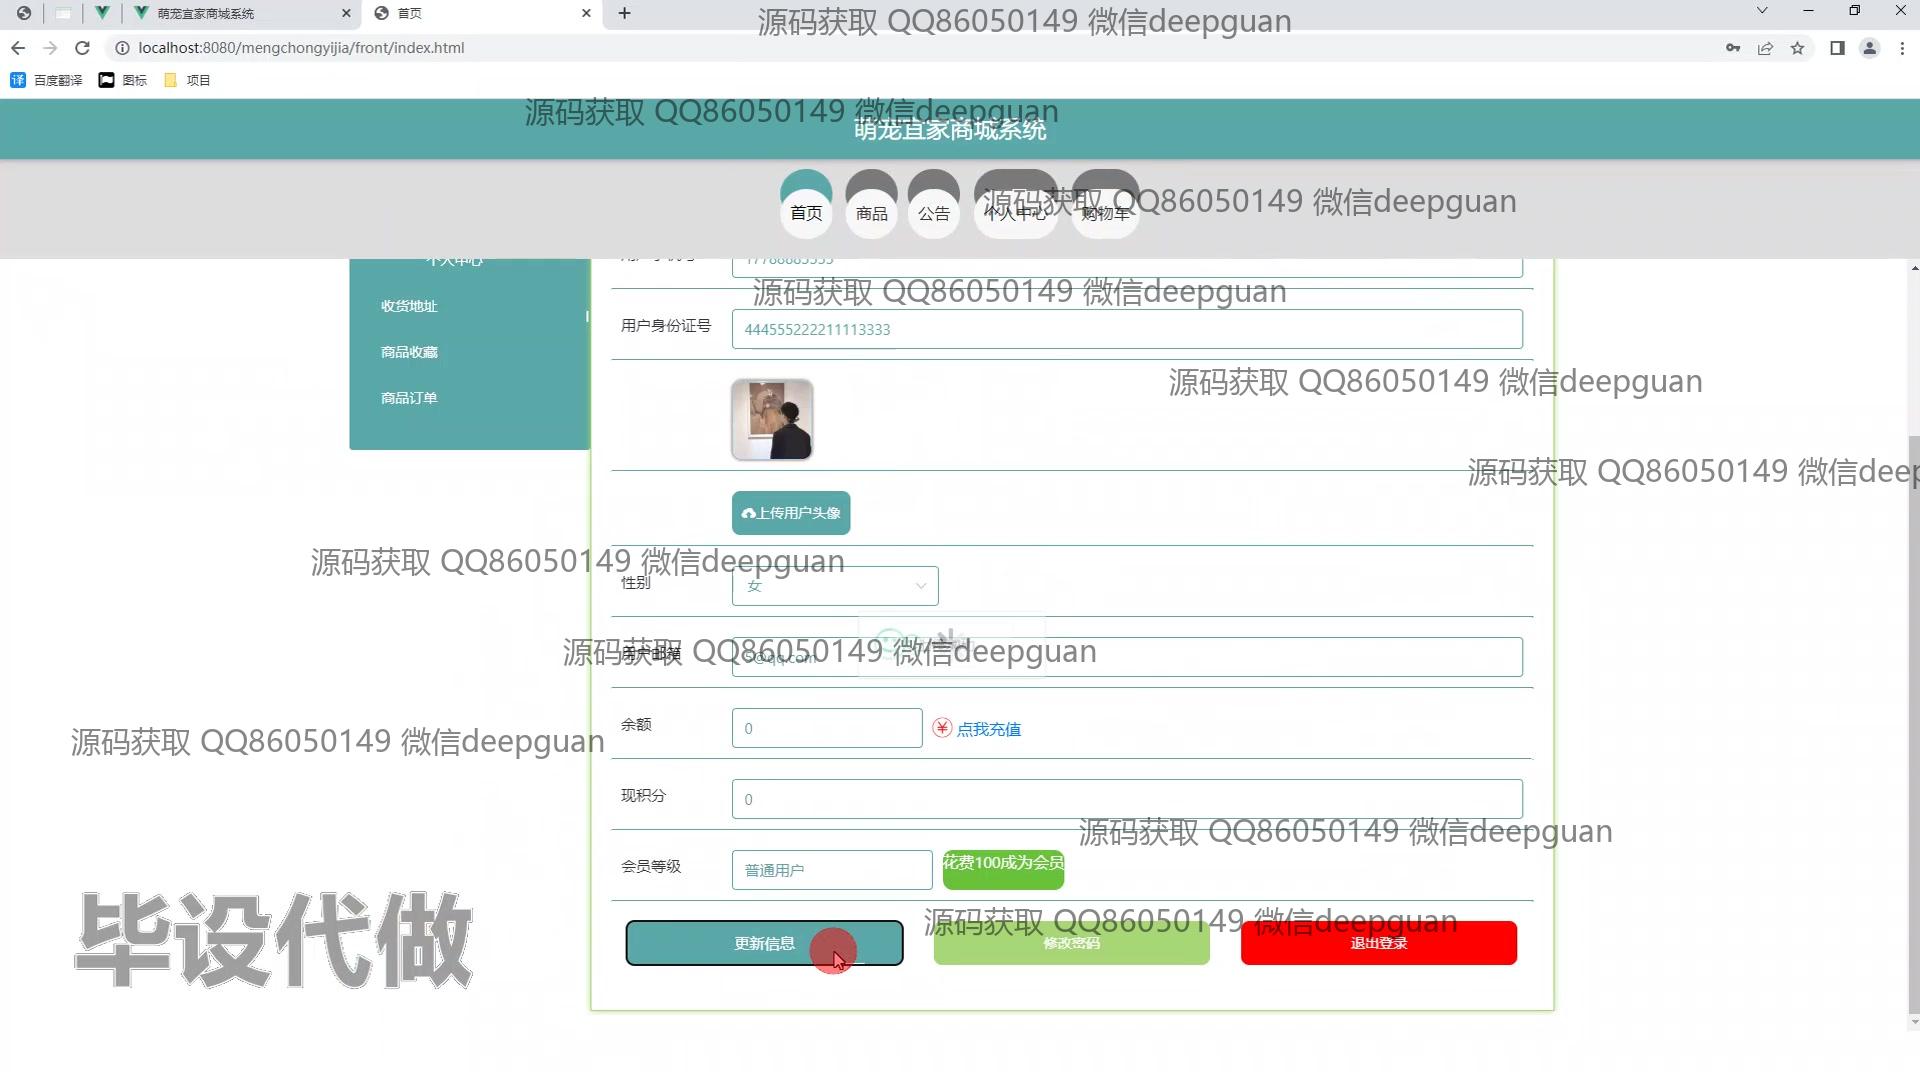 萌宠宜家商城系统
首页
源码获取 QQ86050149 微信deepguan
localhost:8080/mengchongyijia/front/index.html
百度翻译
图标
项目
源码获取 QQ86050149 微信deepguan
萌宠宜家商城系统
首页
商品
公告
个人中心
购物车
源码获取 QQ86050149 微信deepguan
个人中心
17788885555
源码获取 QQ86050149 微信deepguan
收货地址
用户身份证号
444555222211113333
商品收藏
源码获取 QQ86050149 微信deepguan
商品订单
源码获取 QQ86050149 微信deep
上传用户头像
源码获取 QQ86050149 微信deepguan
性别
女
源码获取 QQ86050149 微信deepguan
用户邮箱
5@qq.com
余额
0
点我充值
源码获取 QQ86050149 微信deepguan
现积分
0
源码获取 QQ86050149 微信deepguan
会员等级
普通用户
花费100成为会员
毕设代做
源码获取 QQ86050149 微信deepguan
更新信息
修改密码
退出登录